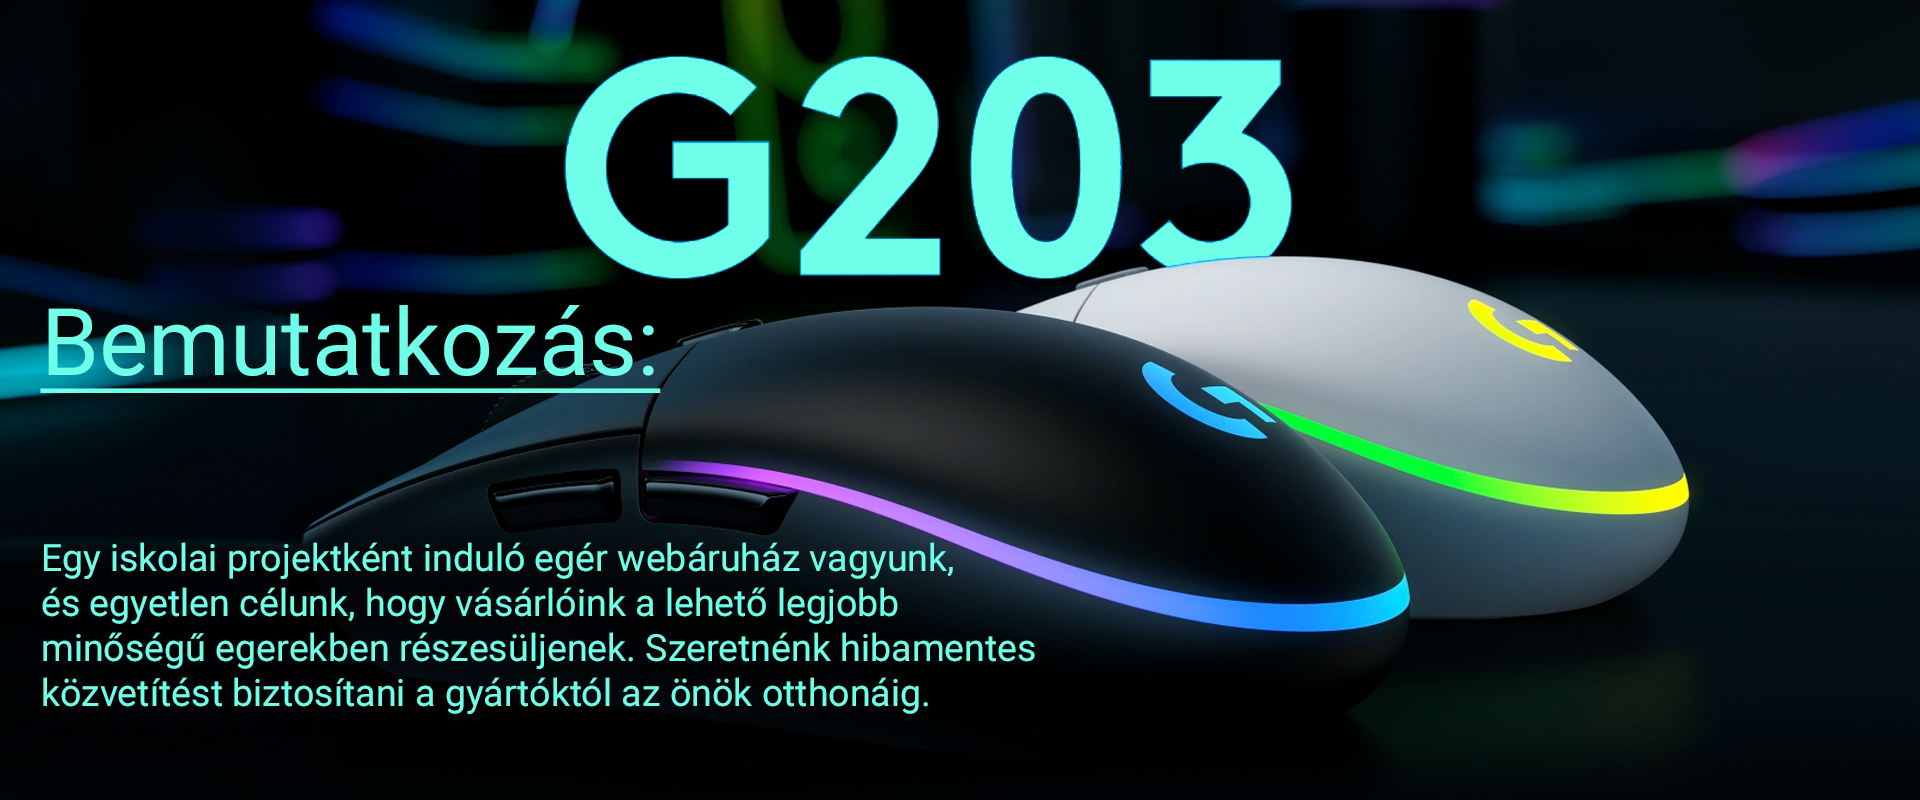 G203
Bemutatkozás:
Egy iskolai projektként induló egér webáruház vagyunk,
és egyetlen célunk, hogy vásárlóink a lehető legjobb
minőségű egerekben részesüljenek. Szeretnénk hibamentes
közvetítést biztosítani a gyártóktól az önök otthonáig.